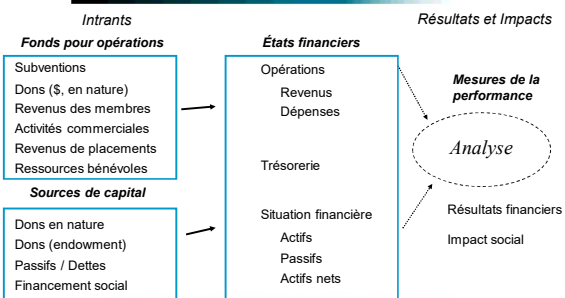 Intrants
Résultats et Impacts
Fonds pour opérations
Subventions
Dons ($, en nature)
Revenus des membres
Activités commerciales
Revenus de placements
Ressources bénévoles
Sources de capital
Dons en nature
Dons (endowment)
Passifs / Dettes
Financement social
États financiers
Opérations
Revenus
Dépenses
Trésorerie
Situation financière
Actifs
Passifs
Actifs nets
Mesures de la
performance
Analyse
Résultats financiers
Impact social